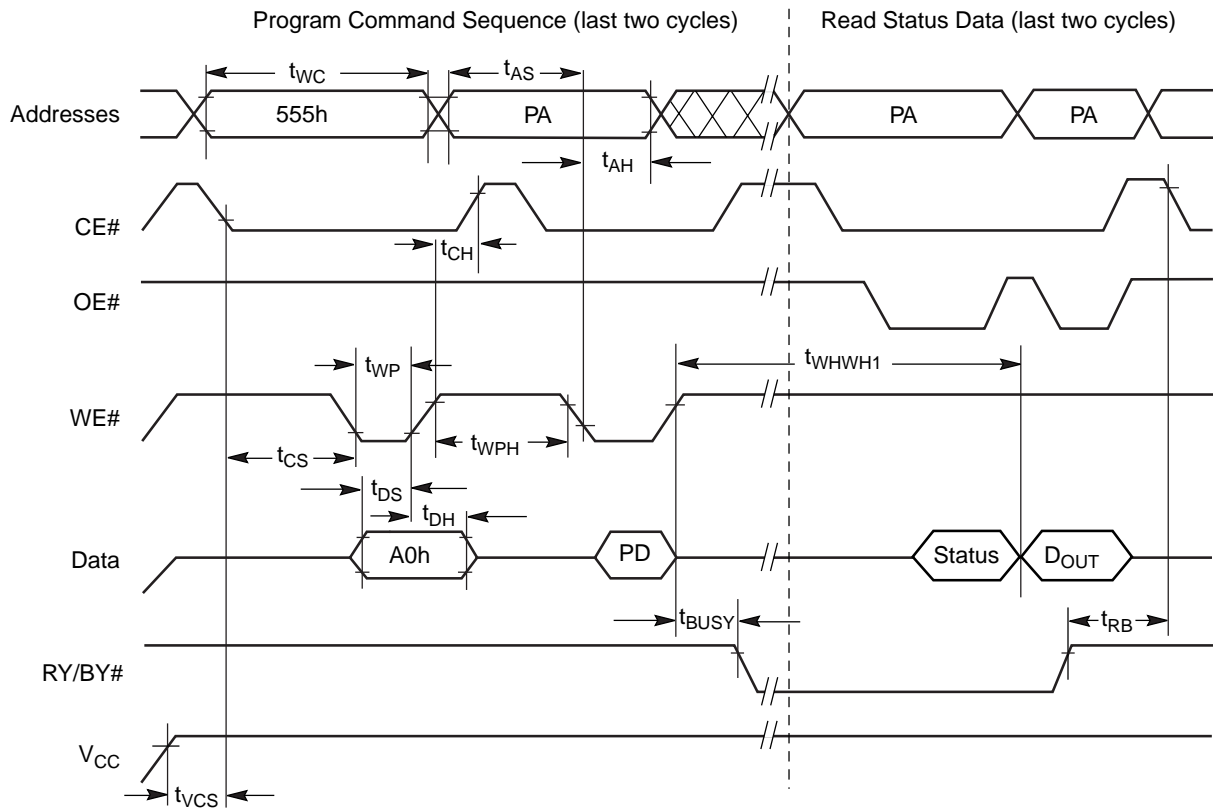 Program Command Sequence (last two cycles) Read Status Data (last two cycles)
tWC tAS
Addresses 555h PA PA PA
tAH
CE#
tCH
OE#
tWP tWHWH1
WE#
tCS tWPH
tDS
tDH
Data A0h PD Status DOUT
tBUSY tRB
RY/BY#
VCC
tVCS